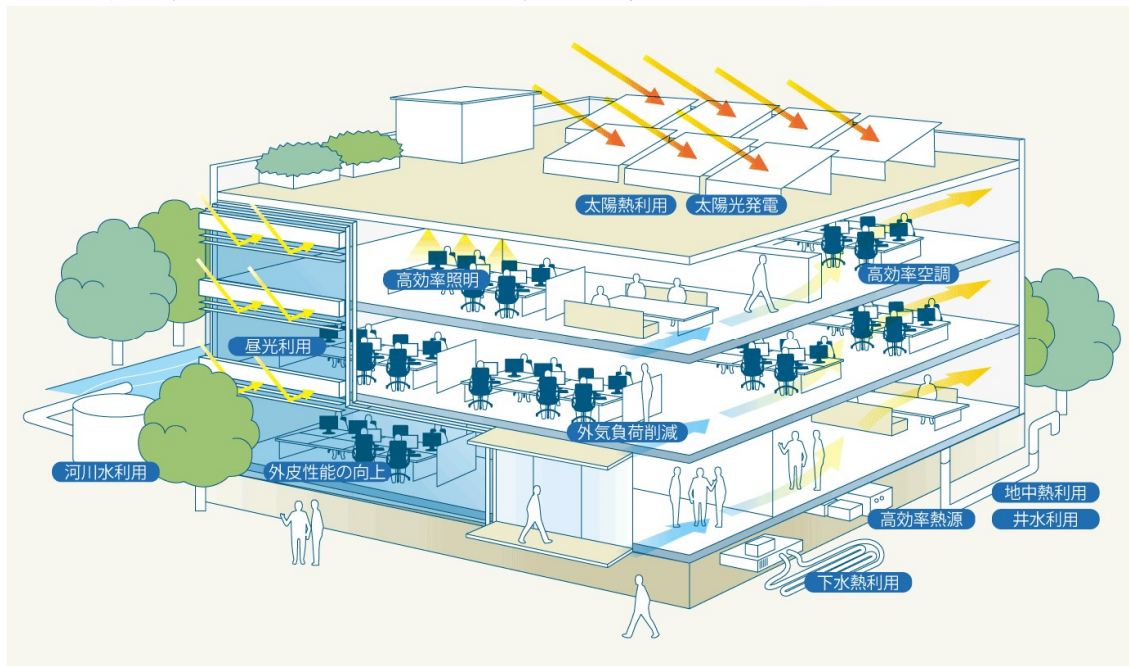 太陽熱利用
太陽光発電
高効率照明
高効率空調
昼光利用
外気負荷削減
河川水利用
外皮性能の向上
地中熱利用
高効率熱源
井水利用
下水熱利用